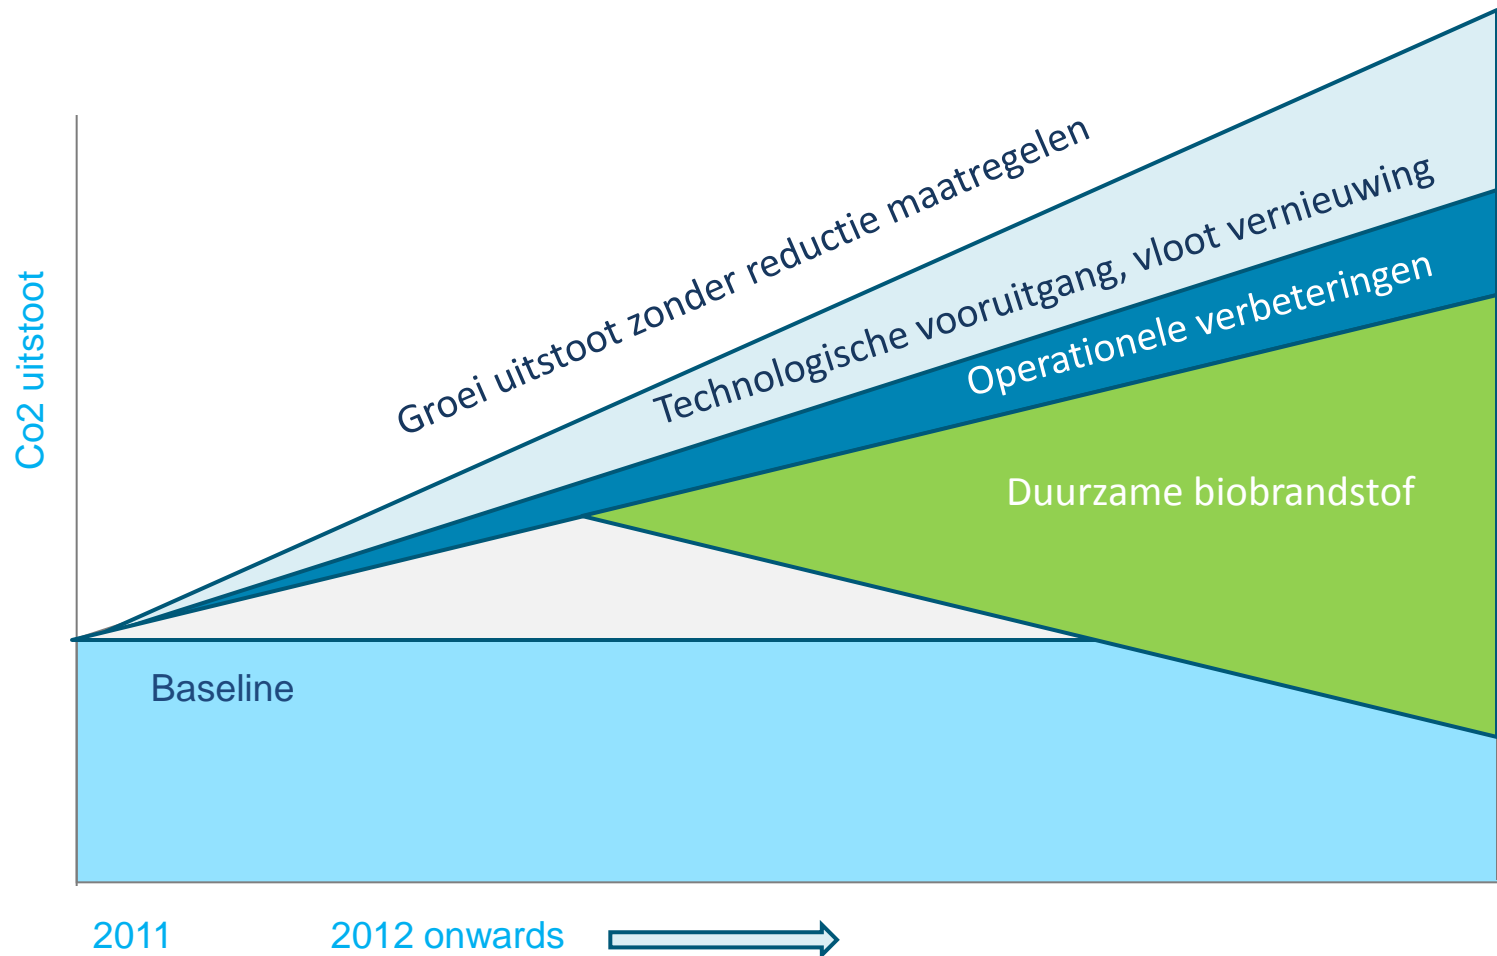 Groei uitstoot zonder reductie maatregelen
Technologische vooruitgang, vloot vernieuwing
Operationele verbeteringen
Co2 uitstoot
Duurzame biobrandstof
Baseline
2011
2012 onwards